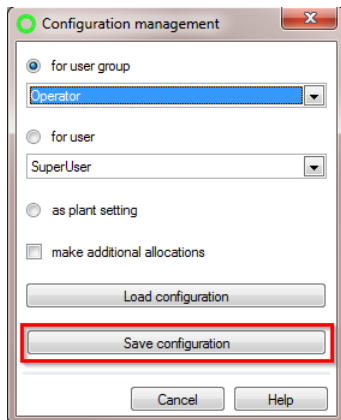 Configuration management
for user group
Operator
for user
SuperUser
as plant setting
make additional allocations
Load configuration
Save configuration
Cancel Help